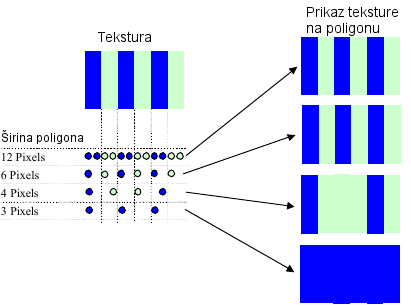 Tekstura
Prikaz teksture
na poligonu
Širina poligona
12 Pixels
6 Pixels
4 Pixels
3 Pixels